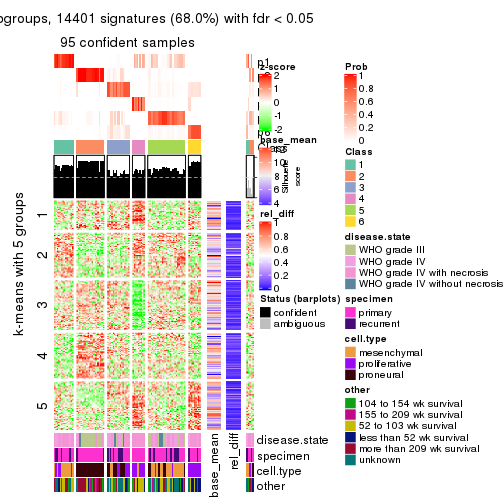 ogroups, 14401 signatures (68.0%) with fdr < 0.05
95 confident samples
k-means with 5 groups
1
2
3
4
5
p1
z-score
2
1
0
-1
-2
base_mean
10
8
6
4
Silhouette
score
rel_diff
1
0.8
0.6
0.4
0.2
0
Status (barplots)
confident
ambiguous
Prob
1
0.8
0.6
0.4
0.2
0
Class
1
2
3
4
5
6
disease.state
WHO grade III
WHO grade IV
WHO grade IV with necrosis
WHO grade IV without necrosis
specimen
primary
recurrent
cell.type
mesenchymal
proliferative
proneural
other
104 to 154 wk survival
155 to 209 wk survival
52 to 103 wk survival
less than 52 wk survival
more than 209 wk survival
unknown
disease.state
specimen
cell.type
other
base_mean
rel_diff